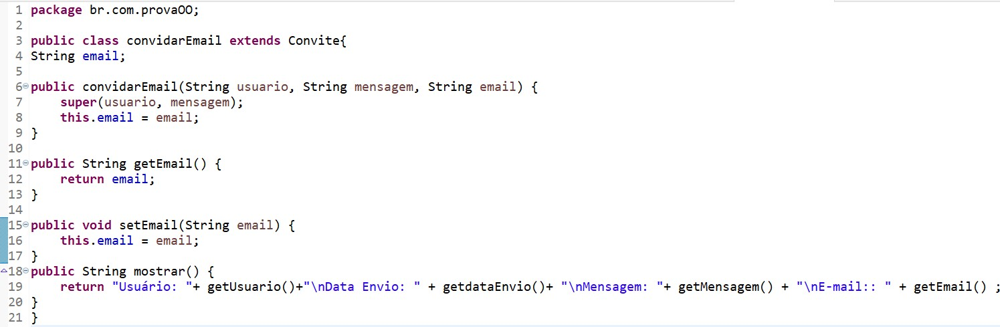 1 package br.com.provaOO;
2
3 public class convidarEmail extends Convite{
4 String email;
5
6 public convidarEmail(String usuario, String mensagem, String email) {
7     super(usuario, mensagem);
8     this.email = email;
9 }
10
11 public String getEmail() {
12     return email;
13 }
14
15 public void setEmail(String email) {
16     this.email = email;
17 }
18 public String mostrar() {
19     return "Usuário: "+ getUsuario()+"\nData Envio: " + getdataEnvio()+ "\nMensagem: "+ getMensagem() + "\nE-mail:: " + getEmail() ;
20 }
21 }